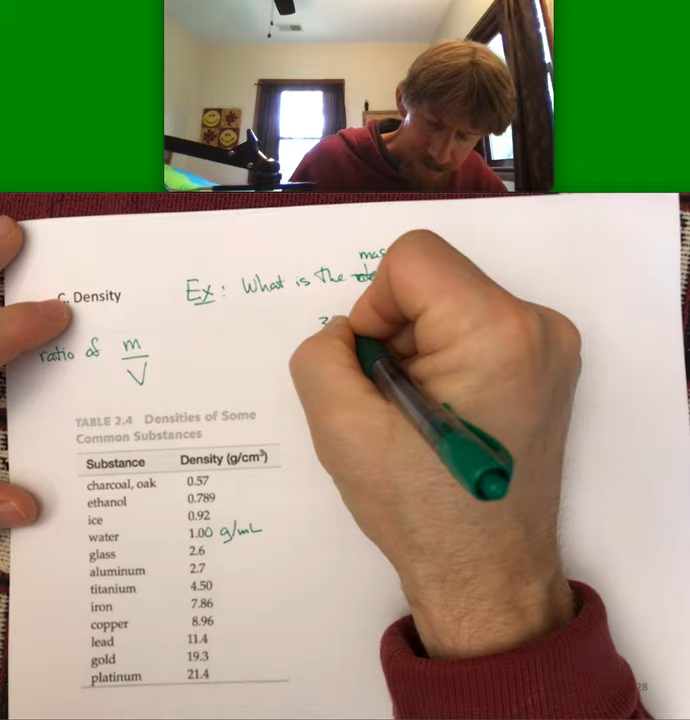 Ex: What is the mas
C. Density
ratio of m
V
TABLE 2.4 Densities of Some
Common Substances
Substance Density (g/cm³)
charcoal, oak 0.57
ethanol 0.789
ice 0.92
water 1.00 g/mL
glass 2.6
aluminum 2.7
titanium 4.50
iron 7.86
copper 8.96
lead 11.4
gold 19.3
platinum 21.4
28